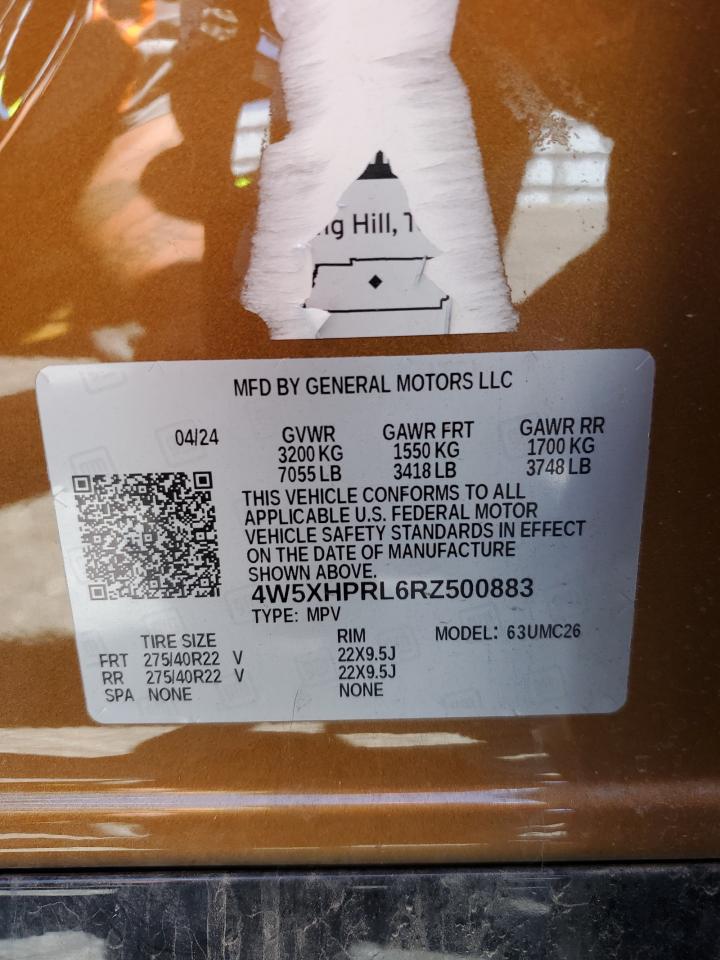 Hill,
MFD BY GENERAL MOTORS LLC
04/24 GVWR GAWR FRT GAWR RR
3200 KG 1550 KG 1700 KG
7055 LB 3418 LB 3748 LB
THIS VEHICLE CONFORMS TO ALL
APPLICABLE U.S. FEDERAL MOTOR
VEHICLE SAFETY STANDARDS IN EFFECT
ON THE DATE OF MANUFACTURE
SHOWN ABOVE.
4W5XHPRL6RZ500883
TYPE: MPV
TIRE SIZE RIM MODEL: 63UMC26
FRT 275/40R22 V 22X9.5J
RR 275/40R22 V 22X9.5J
SPA NONE NONE